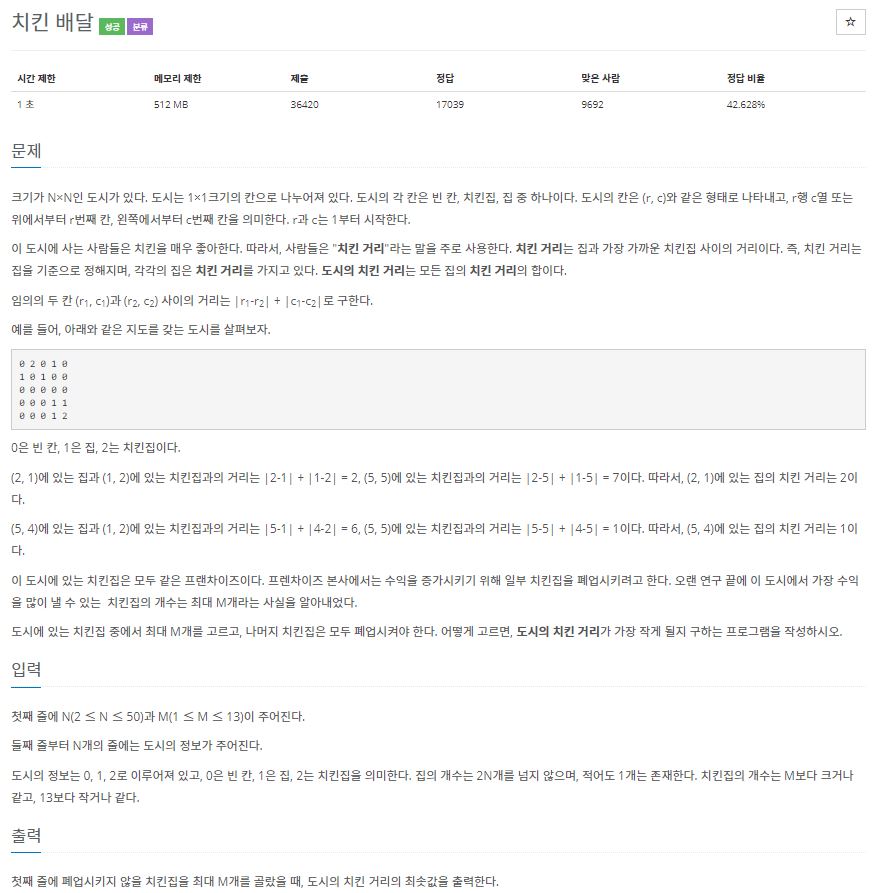 치킨 배달 성공 분류
☆
시간 제한 메모리 제한 제출 정답 맞은 사람 정답 비율
1 초 512 MB 36420 17039 9692 42.628%
문제
크기가 N×N인 도시가 있다. 도시는 1×1크기의 칸으로 나누어져 있다. 도시의 각 칸은 빈 칸, 치킨집, 집 중 하나이다. 도시의 칸은 (r, c)와 같은 형태로 나타내고, r행 c열 또는
위에서부터 r번째 칸, 왼쪽에서부터 c번째 칸을 의미한다. r과 c는 1부터 시작한다.
이 도시에 사는 사람들은 치킨을 매우 좋아한다. 따라서, 사람들은 "치킨 거리"라는 말을 주로 사용한다. 치킨 거리는 집과 가장 가까운 치킨집 사이의 거리이다. 즉, 치킨 거리는
집을 기준으로 정해지며, 각각의 집은 치킨 거리를 가지고 있다. 도시의 치킨 거리는 모든 집의 치킨 거리의 합이다.
임의의 두 칸 (r₁, c₁)과 (r₂, c₂) 사이의 거리는 |r₁-r₂| + |c₁-c₂|로 구한다.
예를 들어, 아래와 같은 지도를 갖는 도시를 살펴보자.
0 2 0 1 0
1 0 1 0 0
0 0 0 0 0
0 0 0 1 1
0 0 0 1 2
0은 빈 칸, 1은 집, 2는 치킨집이다.
(2, 1)에 있는 집과 (1, 2)에 있는 치킨집과의 거리는 |2-1| + |1-2| = 2, (5, 5)에 있는 치킨집과의 거리는 |2-5| + |1-5| = 7이다. 따라서, (2, 1)에 있는 집의 치킨 거리는 2이
다.
(5, 4)에 있는 집과 (1, 2)에 있는 치킨집과의 거리는 |5-1| + |4-2| = 6, (5, 5)에 있는 치킨집과의 거리는 |5-5| + |4-5| = 1이다. 따라서, (5, 4)에 있는 집의 치킨 거리는 1이
다.
이 도시에 있는 치킨집은 모두 같은 프랜차이즈이다. 프렌차이즈 본사에서는 수익을 증가시키기 위해 일부 치킨집을 폐업시키려고 한다. 오랜 연구 끝에 이 도시에서 가장 수익
을 많이 낼 수 있는 치킨집의 개수는 최대 M개라는 사실을 알아내었다.
도시에 있는 치킨집 중에서 최대 M개를 고르고, 나머지 치킨집은 모두 폐업시켜야 한다. 어떻게 고르면, 도시의 치킨 거리가 가장 작게 될지 구하는 프로그램을 작성하시오.
입력
첫째 줄에 N(2 ≤ N ≤ 50)과 M(1 ≤ M ≤ 13)이 주어진다.
둘째 줄부터 N개의 줄에는 도시의 정보가 주어진다.
도시의 정보는 0, 1, 2로 이루어져 있고, 0은 빈 칸, 1은 집, 2는 치킨집을 의미한다. 집의 개수는 2N개를 넘지 않으며, 적어도 1개는 존재한다. 치킨집의 개수는 M보다 크거나
같고, 13보다 작거나 같다.
출력
첫째 줄에 폐업시키지 않을 치킨집을 최대 M개를 골랐을 때, 도시의 치킨 거리의 최솟값을 출력한다.